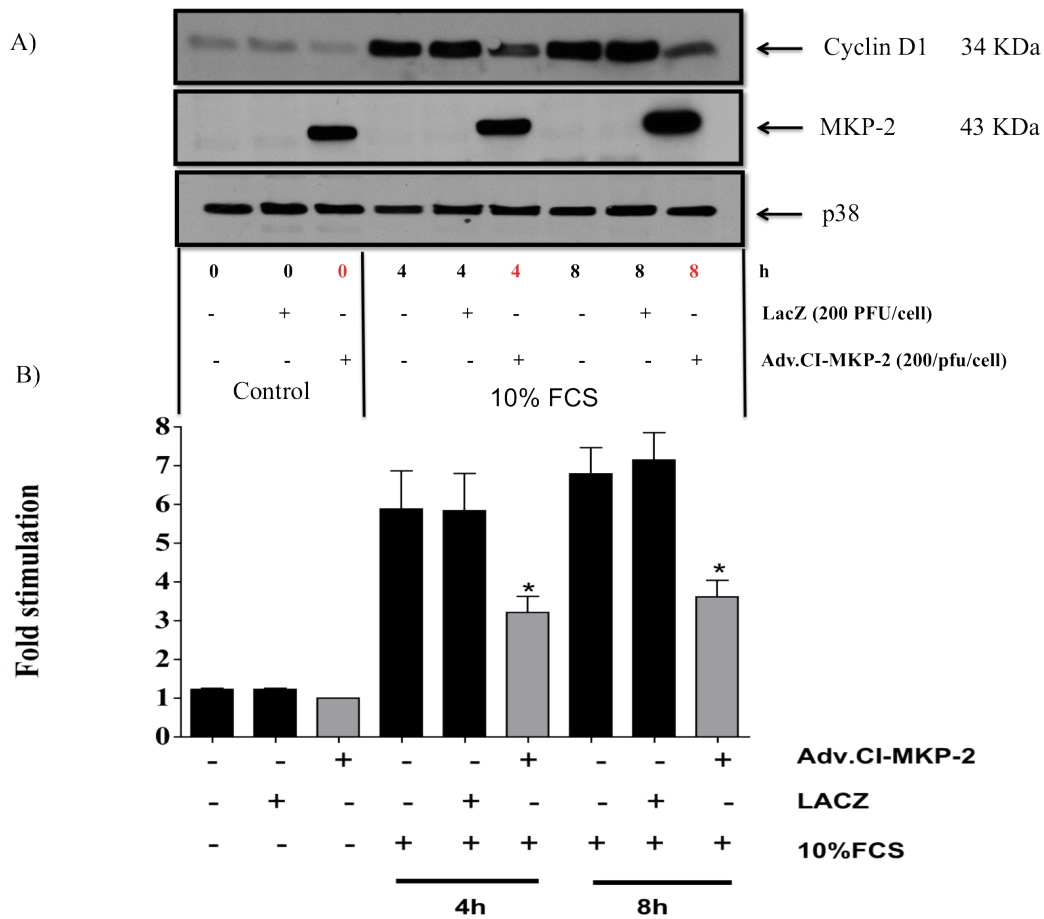 A)
Cyclin D1 34 KDa
MKP-2 43 KDa
p38
0 0 0 4 4 4 8 8 8 h
- + - - + - - + - LacZ (200 PFU/cell)
- - + - - + - - + Adv.CI-MKP-2 (200/pfu/cell)
B)
Control 10% FCS
Fold stimulation
8
7
6
5
4
3
2
1
0
* *
- - + - - + - - + Adv.CI-MKP-2
- + - - + - - + - LACZ
- - - + + + + + + 10%FCS
4h 8h